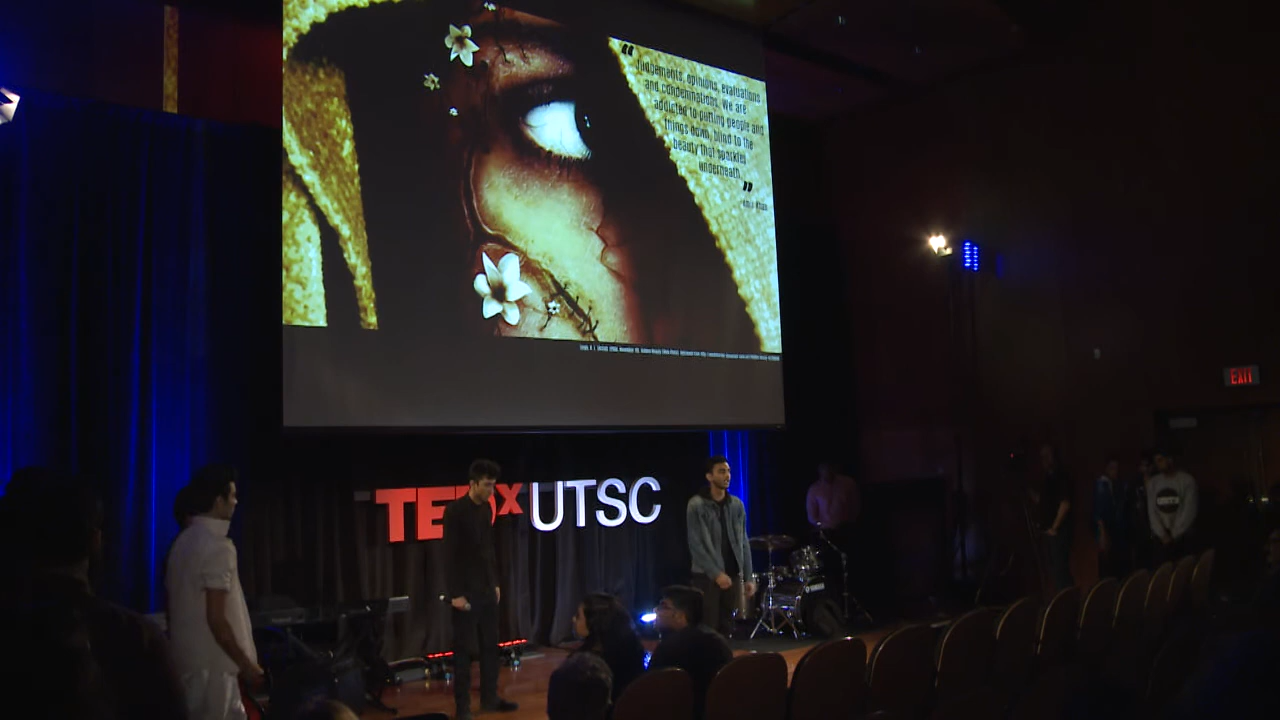 “
Judgements, opinions, evaluations
and condemnations. We are
addicted to putting people and
things down, blind to the
beauty that sparkles
underneath.
”
EXIT
TEDx UTSC